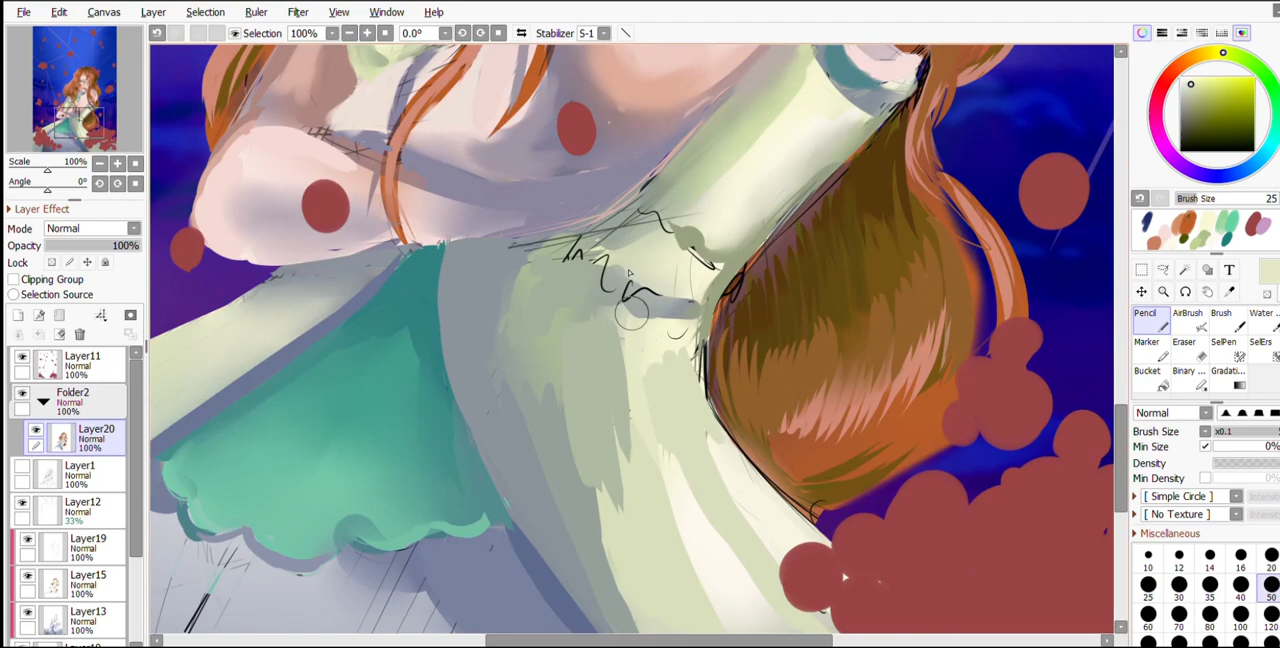 File Edit Canvas Layer Selection Ruler Filter View Window Help
Selection 100% 0.0° Stabilizer S-1
Scale 100%
Angle 0°
Layer Effect
Mode Normal
Opacity 100%
Lock
Clipping Group
Selection Source
Layer11
Normal
100%
Folder2
Normal
100%
Layer20
Normal
100%
Layer1
Normal
100%
Layer12
Normal
33%
Layer19
Normal
100%
Layer15
Normal
100%
Layer13
Normal
100%
Brush Size 25
T
Pencil AirBrush Brush Water ...
Marker Eraser SelPen SelErs
Bucket Binary ... Gradati...
Normal
Brush Size x0.1
Min Size 0%
Density
Min Density 0%
[ Simple Circle ]
[ No Texture ]
Miscellaneous
10 12 14 16 20
25 30 35 40 50
60 70 80 100 120